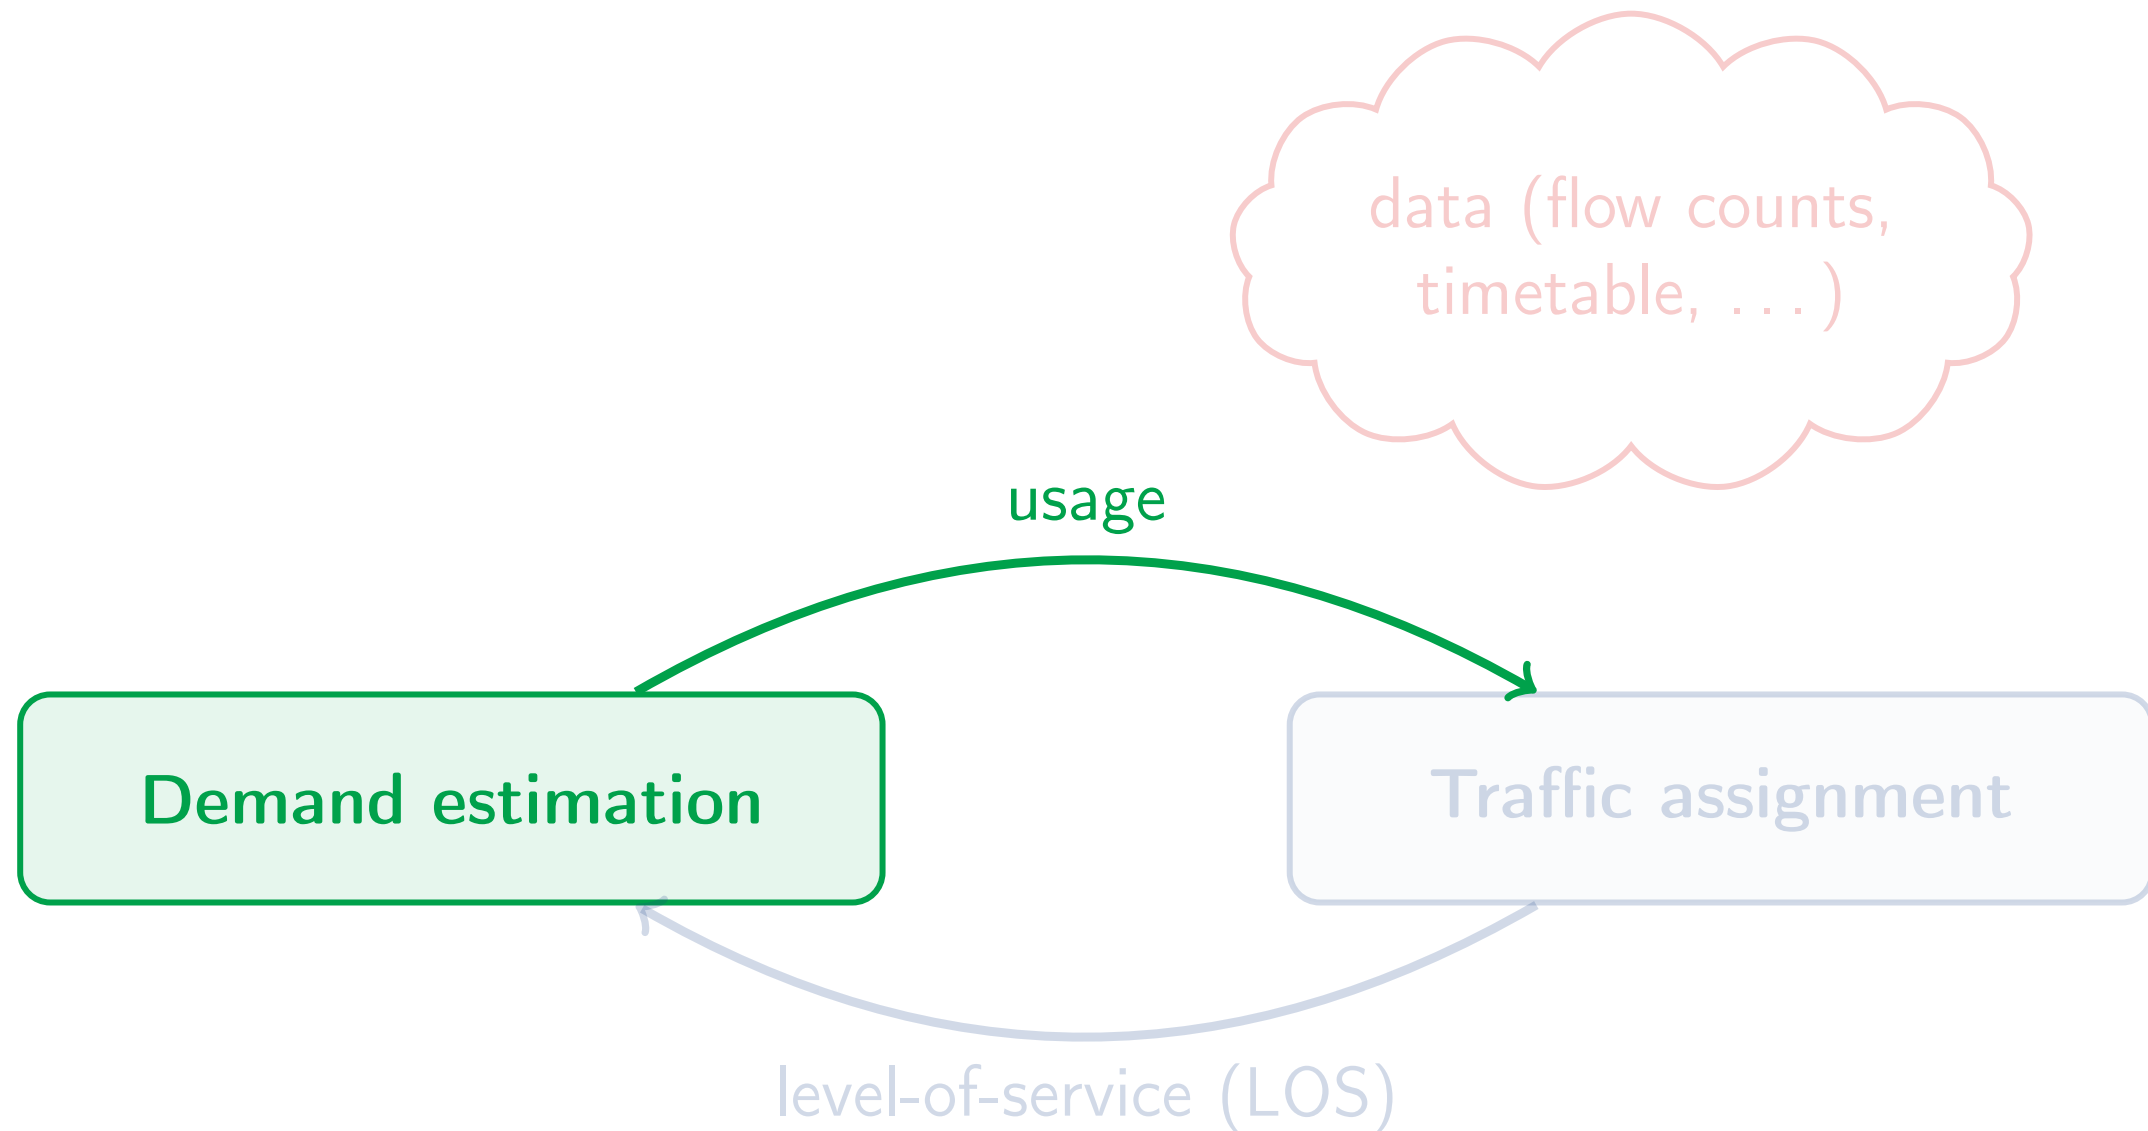 data (flow counts,
timetable, . . . )
usage
Demand estimation
Traffic assignment
level-of-service (LOS)